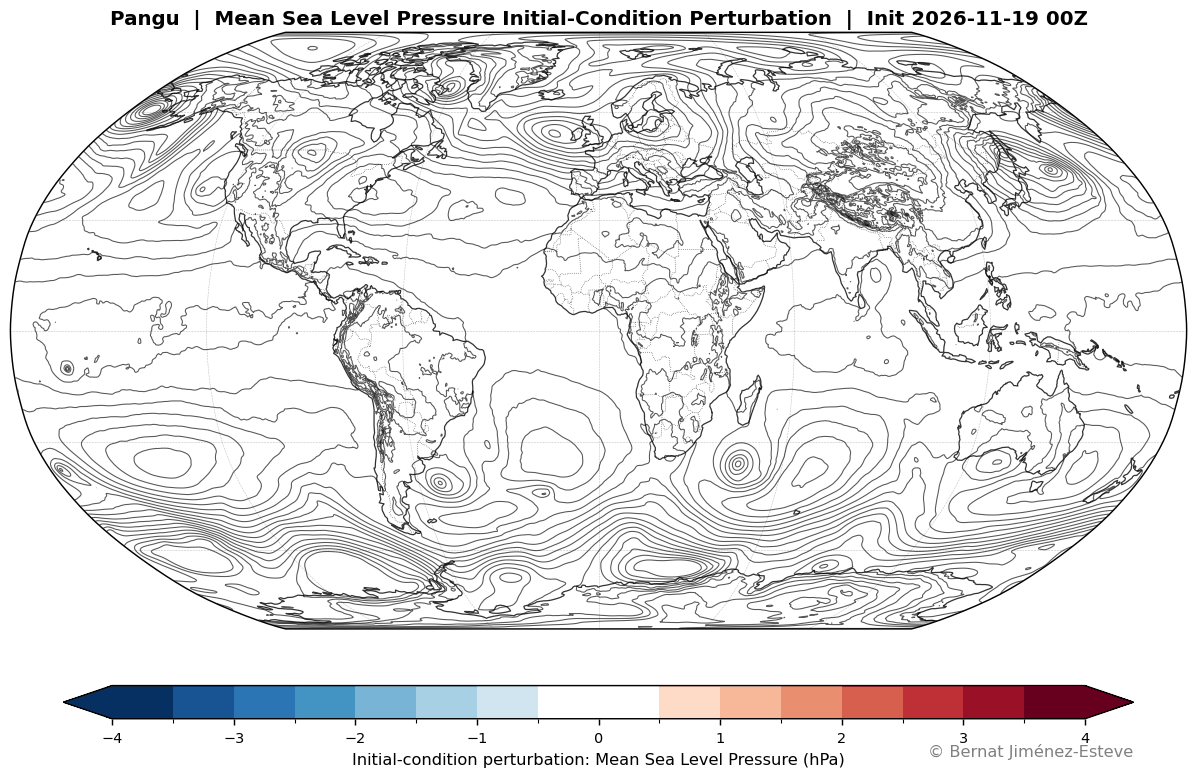 Pangu | Mean Sea Level Pressure Initial-Condition Perturbation | Init 2026-11-19 00Z
−4 −3 −2 −1 0 1 2 3 4
Initial-condition perturbation: Mean Sea Level Pressure (hPa)
© Bernat Jiménez-Esteve